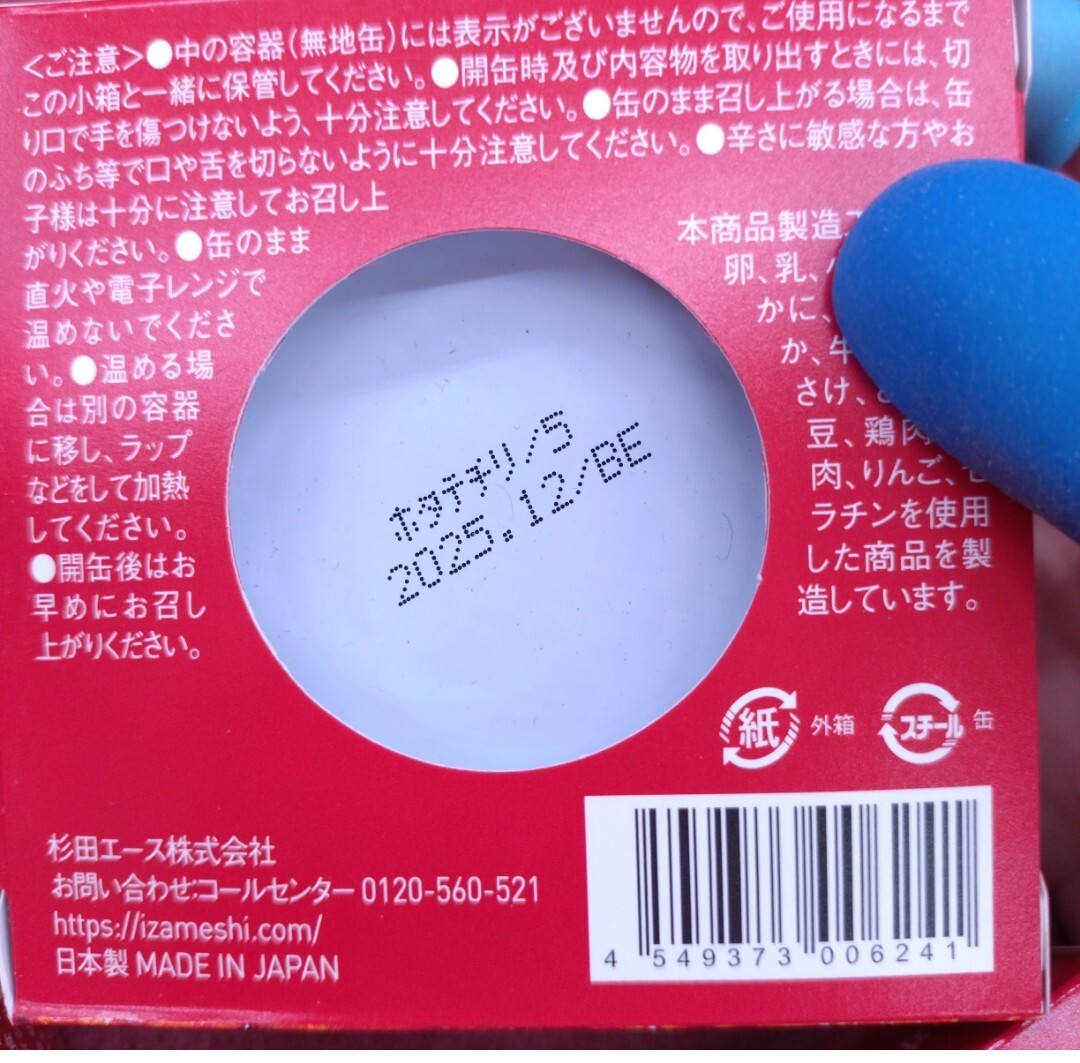 <ご注意>●中の容器(無地缶)には表示がございませんので、ご使用になるまで
この小箱と一緒に保管してください。●開缶時及び内容物を取り出すときには、切
り口で手を傷つけないよう、十分注意してください。●缶のまま召し上がる場合は、缶
のふち等で口や舌を切らないように十分注意してください。●辛さに敏感な方やお
子様は十分に注意してお召し上
がりください。●缶のまま
直火や電子レンジで
温めないでくださ
い。●温める場
合は別の容器
に移し、ラップ
などをして加熱
してください。
●開缶後はお
早めにお召し
上がりください。
本商品製造
卵、乳、
かに、
か、牛
さけ、
豆、鶏肉
肉、りんご、
ラチンを使用
した商品を製
造しています。
ホタテチリ/5
2025.12/BE
紙 外箱 スチール 缶
杉田エース株式会社
お問い合わせ:コールセンター 0120-560-521
https://izameshi.com/
日本製 MADE IN JAPAN
4 549373 006241